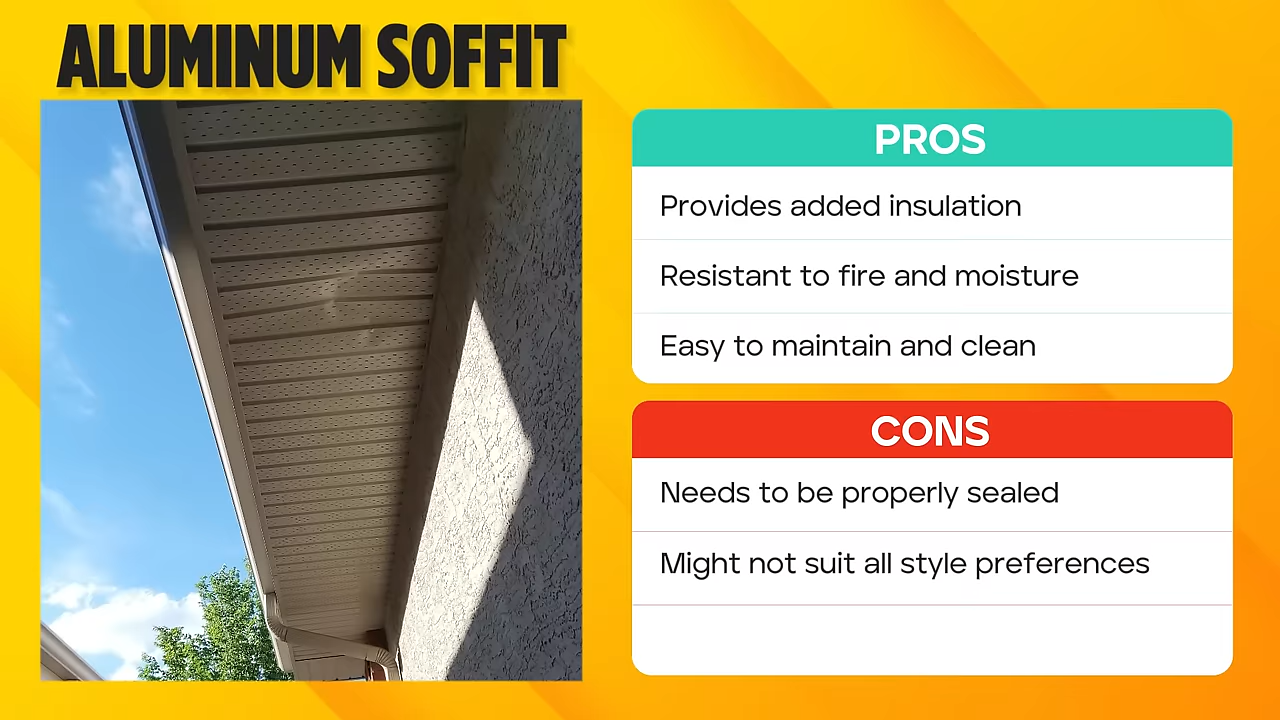 ALUMINUM SOFFIT
PROS
Provides added insulation
Resistant to fire and moisture
Easy to maintain and clean
CONS
Needs to be properly sealed
Might not suit all style preferences